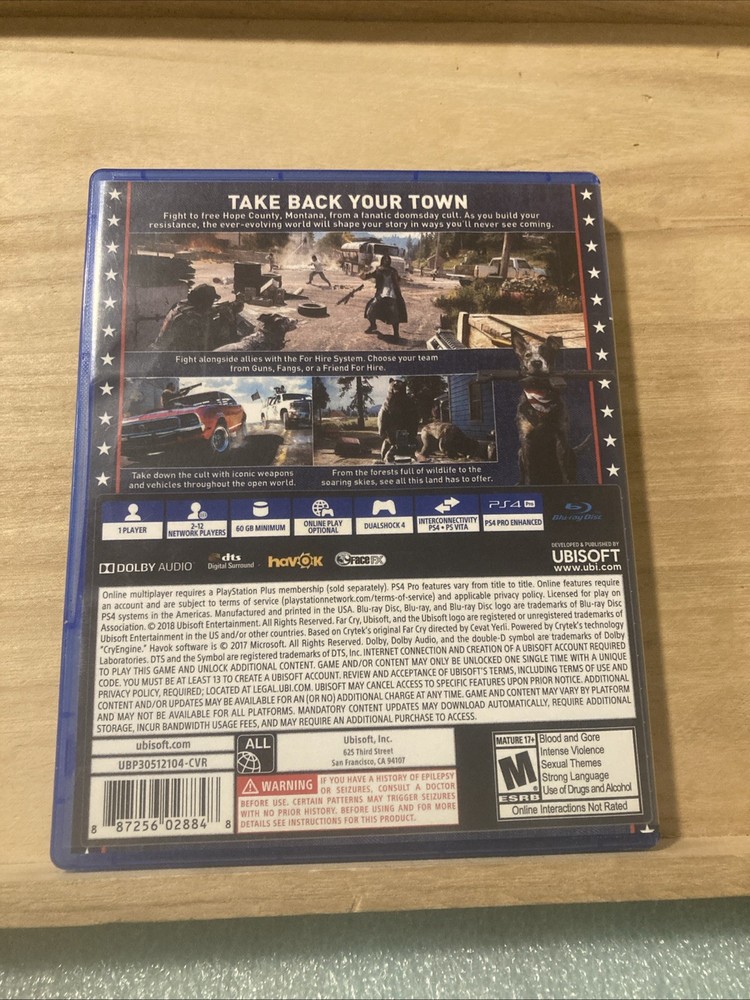 TAKE BACK YOUR TOWN
Fight to free Hope County, Montana, from a fanatic doomsday cult. As you build your
resistance, the ever-evolving world will shape your story in ways you'll never see coming.
Fight alongside allies with the For Hire System. Choose your team
from Guns, Fangs, or a Friend For Hire.
Take down the cult with iconic weapons
and vehicles throughout the open world.
From the forests full of wildlife to the
soaring skies, see all this land has to offer.
1 PLAYER
2-12
NETWORK PLAYERS
60 GB MINIMUM
ONLINE PLAY
OPTIONAL
DUALSHOCK 4
INTERCONNECTIVITY
PS4 • PS VITA
PS4 Pro
PS4 PRO ENHANCED
Blu-ray Disc
DOLBY AUDIO
dts
Digital Surround
havok
FaceFX
DEVELOPED & PUBLISHED BY
UBISOFT
www.ubi.com
Online multiplayer requires a PlayStation Plus membership (sold separately). PS4 Pro features vary from title to title. Online features require
an account and are subject to terms of service (playstationnetwork.com/terms-of-service) and applicable privacy policy. Licensed for play on
PS4 systems in the Americas. Manufactured and printed in the USA. Blu-ray Disc, Blu-ray, and Blu-ray Disc logo are trademarks of Blu-ray Disc
Association. © 2018 Ubisoft Entertainment. All Rights Reserved. Far Cry, Ubisoft, and the Ubisoft logo are registered or unregistered trademarks of
Ubisoft Entertainment in the US and/or other countries. Based on Crytek's original Far Cry directed by Cevat Yerli. Powered by Crytek's technology
"CryEngine." Havok software is © 2017 Microsoft. All Rights Reserved. Dolby, Dolby Audio, and the double-D symbol are trademarks of Dolby
Laboratories. DTS and the Symbol are registered trademarks of DTS, Inc. INTERNET CONNECTION AND CREATION OF A UBISOFT ACCOUNT REQUIRED
TO PLAY THIS GAME AND UNLOCK ADDITIONAL CONTENT. GAME AND/OR CONTENT MAY ONLY BE UNLOCKED ONE SINGLE TIME WITH A UNIQUE
CODE. YOU MUST BE AT LEAST 13 TO CREATE A UBISOFT ACCOUNT. REVIEW AND ACCEPTANCE OF UBISOFT'S TERMS, INCLUDING TERMS OF USE AND
PRIVACY POLICY, REQUIRED; LOCATED AT LEGAL.UBI.COM. UBISOFT MAY CANCEL ACCESS TO SPECIFIC FEATURES UPON PRIOR NOTICE. ADDITIONAL
CONTENT AND/OR UPDATES MAY BE AVAILABLE FOR AN (OR NO) ADDITIONAL CHARGE AT ANY TIME. GAME AND CONTENT MAY VARY BY PLATFORM
AND MAY NOT BE AVAILABLE FOR ALL PLATFORMS. MANDATORY CONTENT UPDATES MAY DOWNLOAD AUTOMATICALLY, REQUIRE ADDITIONAL
STORAGE, INCUR BANDWIDTH USAGE FEES, AND MAY REQUIRE AN ADDITIONAL PURCHASE TO ACCESS.
ubisoft.com
UBP30512104-CVR
8 87256 02884 8
ALL
Ubisoft, Inc.
625 Third Street
San Francisco, CA 94107
WARNING
IF YOU HAVE A HISTORY OF EPILEPSY
OR SEIZURES, CONSULT A DOCTOR
BEFORE USE. CERTAIN PATTERNS MAY TRIGGER SEIZURES
WITH NO PRIOR HISTORY. BEFORE USING AND FOR MORE
DETAILS SEE INSTRUCTIONS FOR THIS PRODUCT.
MATURE 17+
M
ESRB
Blood and Gore
Intense Violence
Sexual Themes
Strong Language
Use of Drugs and Alcohol
Online Interactions Not Rated